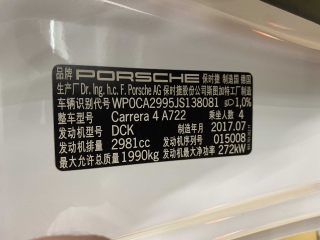 品牌 PORSCHE 保时捷 制造国 德国
生产厂 Dr. Ing. h.c. F. Porsche AG 保时捷股份公司斯图加特工厂制造
车辆识别代号 WP0CA2995JS138081 1,0%
整车型号 Carrera 4 A722 乘坐人数 4
发动机型号 DCK 制造年月 2017.07
发动机排量 2981cc 发动机序列号 015008
最大允许总质量 1990kg 发动机最大净功率 272kW